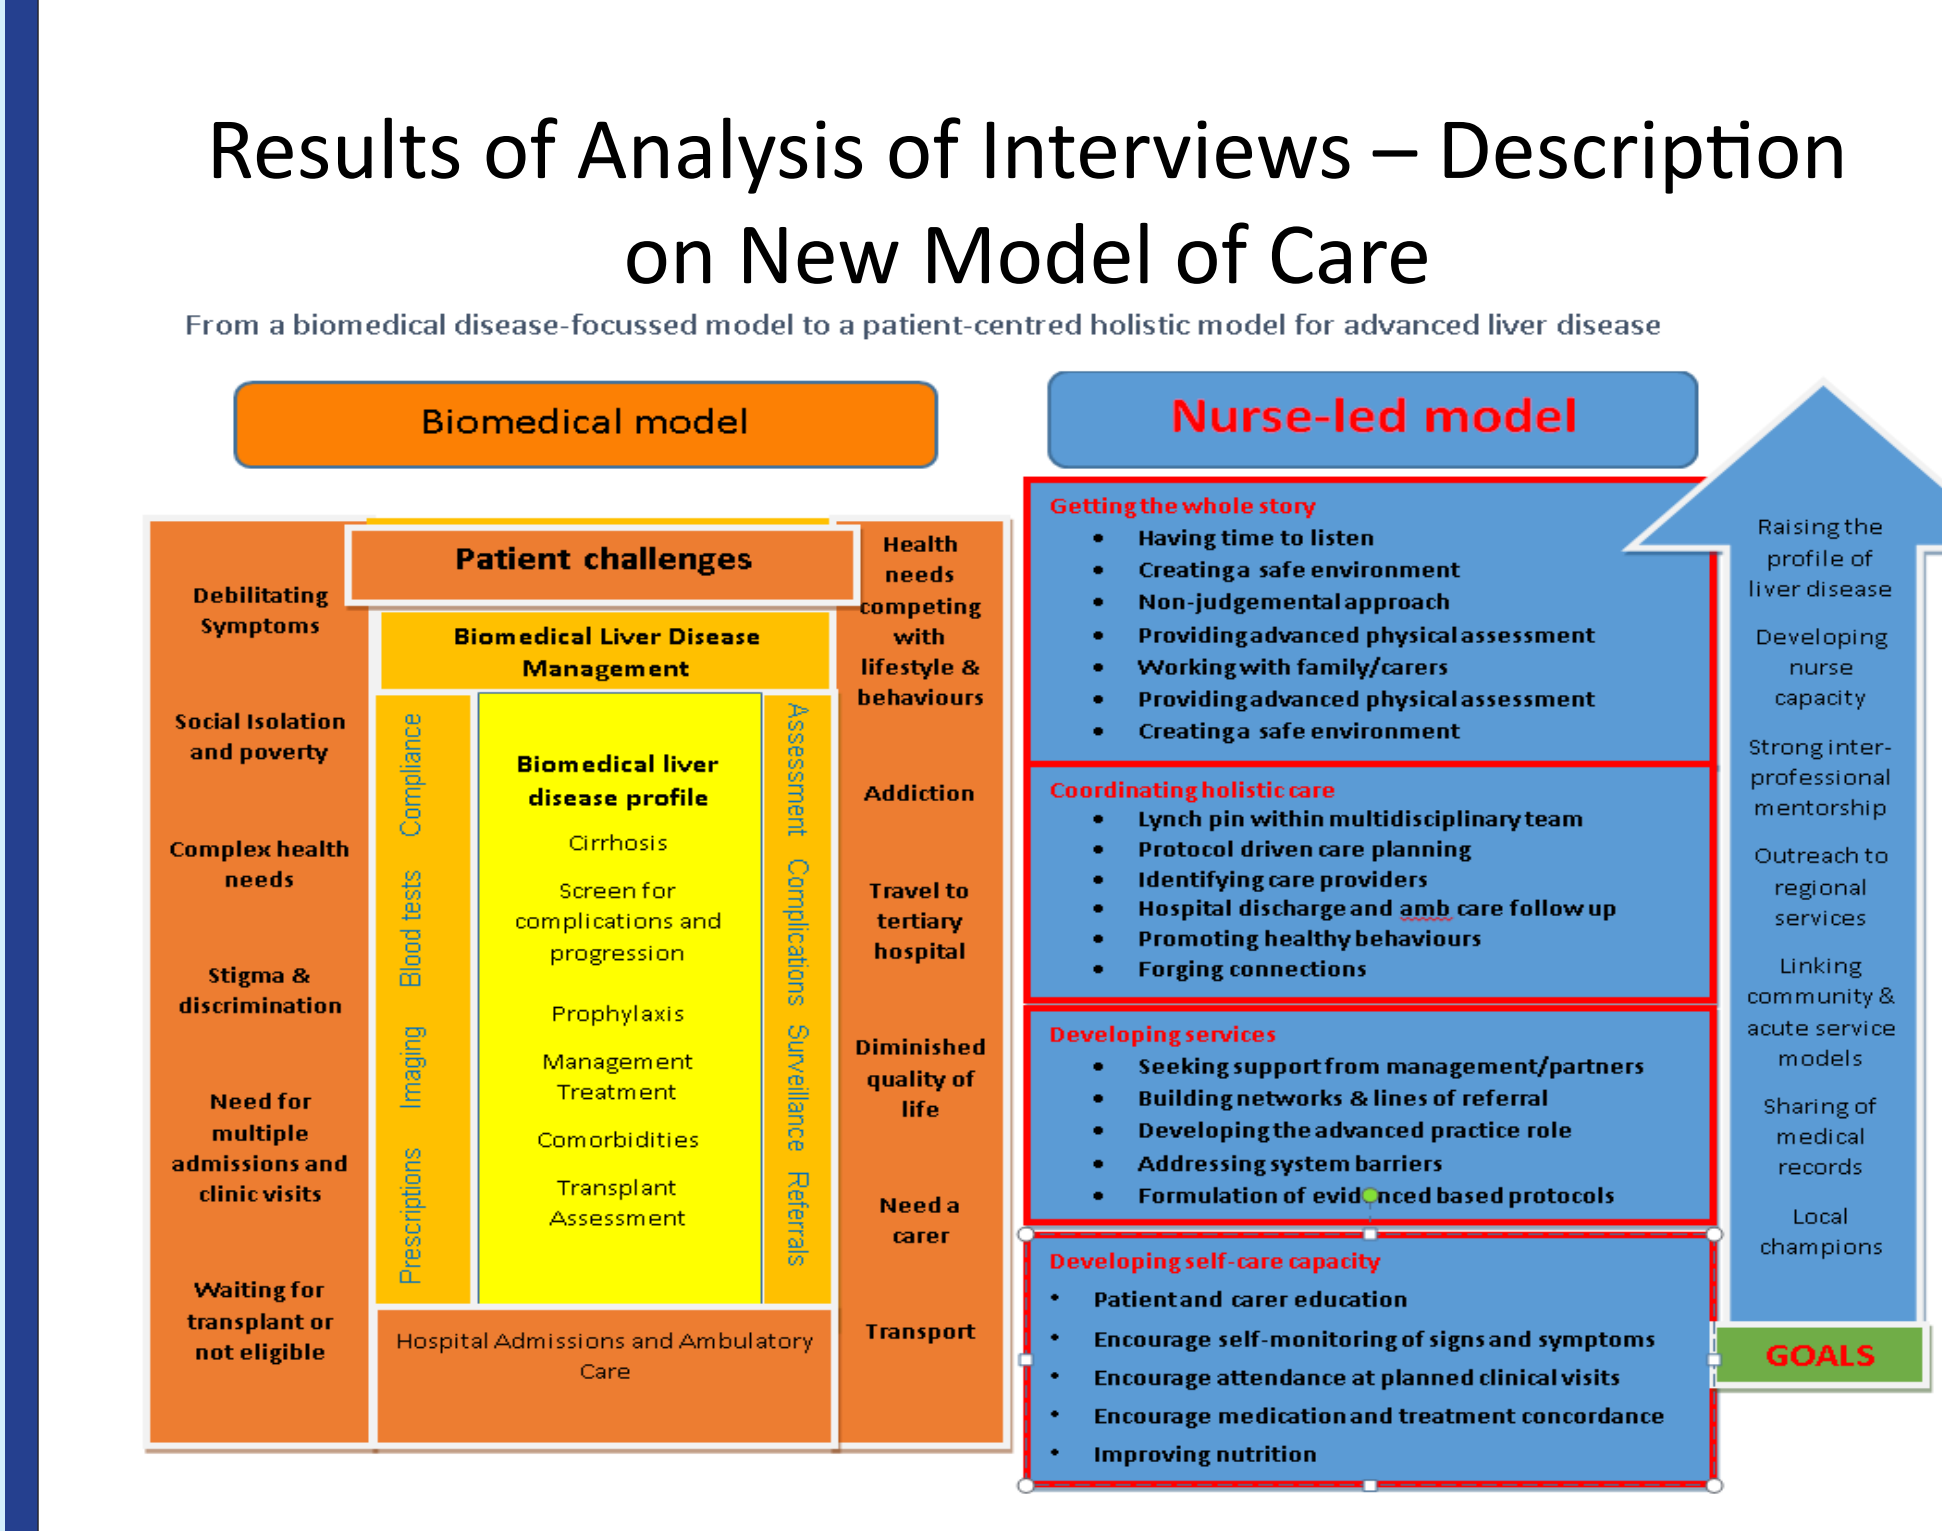 Results of Analysis of Interviews – Description
on New Model of Care
From a biomedical disease-focussed model to a patient-centred holistic model for advanced liver disease
Biomedical model
Patient challenges
Debilitating
Symptoms
Social Isolation
and poverty
Complex health
needs
Stigma &
discrimination
Need for
multiple
admissions and
clinic visits
Waiting for
transplant or
not eligible
Biomedical Liver Disease
Management
Compliance
Blood tests
Imaging
Prescriptions
Biomedical liver
disease profile
Cirrhosis
Screen for
complications and
progression
Prophylaxis
Management
Treatment
Comorbidities
Transplant
Assessment
Assessment
Complications
Surveillance
Referrals
Hospital Admissions and Ambulatory
Care
Health
needs
competing
with
lifestyle &
behaviours
Addiction
Travel to
tertiary
hospital
Diminished
quality of
life
Need a
carer
Transport
Nurse-led model
Getting the whole story
• Having time to listen
• Creating a safe environment
• Non-judgemental approach
• Providing advanced physical assessment
• Working with family/carers
• Providing advanced physical assessment
• Creating a safe environment
Coordinating holistic care
• Lynch pin within multidisciplinary team
• Protocol driven care planning
• Identifying care providers
• Hospital discharge and amb care follow up
• Promoting healthy behaviours
• Forging connections
Developing services
• Seeking support from management/partners
• Building networks & lines of referral
• Developing the advanced practice role
• Addressing system barriers
• Formulation of evidenced based protocols
Developing self-care capacity
• Patient and carer education
• Encourage self-monitoring of signs and symptoms
• Encourage attendance at planned clinical visits
• Encourage medication and treatment concordance
• Improving nutrition
Raising the
profile of
liver disease
Developing
nurse
capacity
Strong inter-
professional
mentorship
Outreach to
regional
services
Linking
community &
acute service
models
Sharing of
medical
records
Local
champions
GOALS